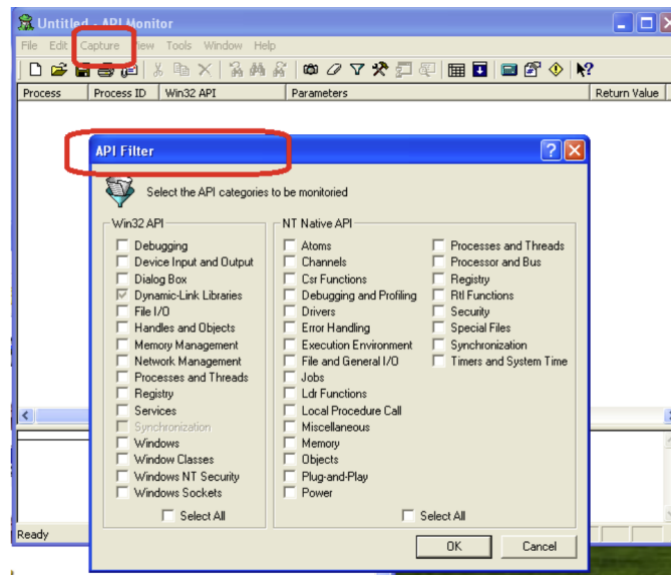 Untitled - API Monitor
File Edit Capture View Tools Window Help
Process Process ID Win32 API Parameters Return Value
API Filter
Select the API categories to be monitoried
Win32 API
Debugging
Device Input and Output
Dialog Box
Dynamic-Link Libraries
File I/O
Handles and Objects
Memory Management
Network Management
Processes and Threads
Registry
Services
Synchronization
Windows
Window Classes
Windows NT Security
Windows Sockets
Select All
NT Native API
Atoms
Channels
Csr Functions
Debugging and Profiling
Drivers
Error Handling
Execution Environment
File and General I/O
Jobs
Ldr Functions
Local Procedure Call
Miscellaneous
Memory
Objects
Plug-and-Play
Power
Processes and Threads
Processor and Bus
Registry
Rtl Functions
Security
Special Files
Synchronization
Timers and System Time
Select All
OK Cancel
Ready